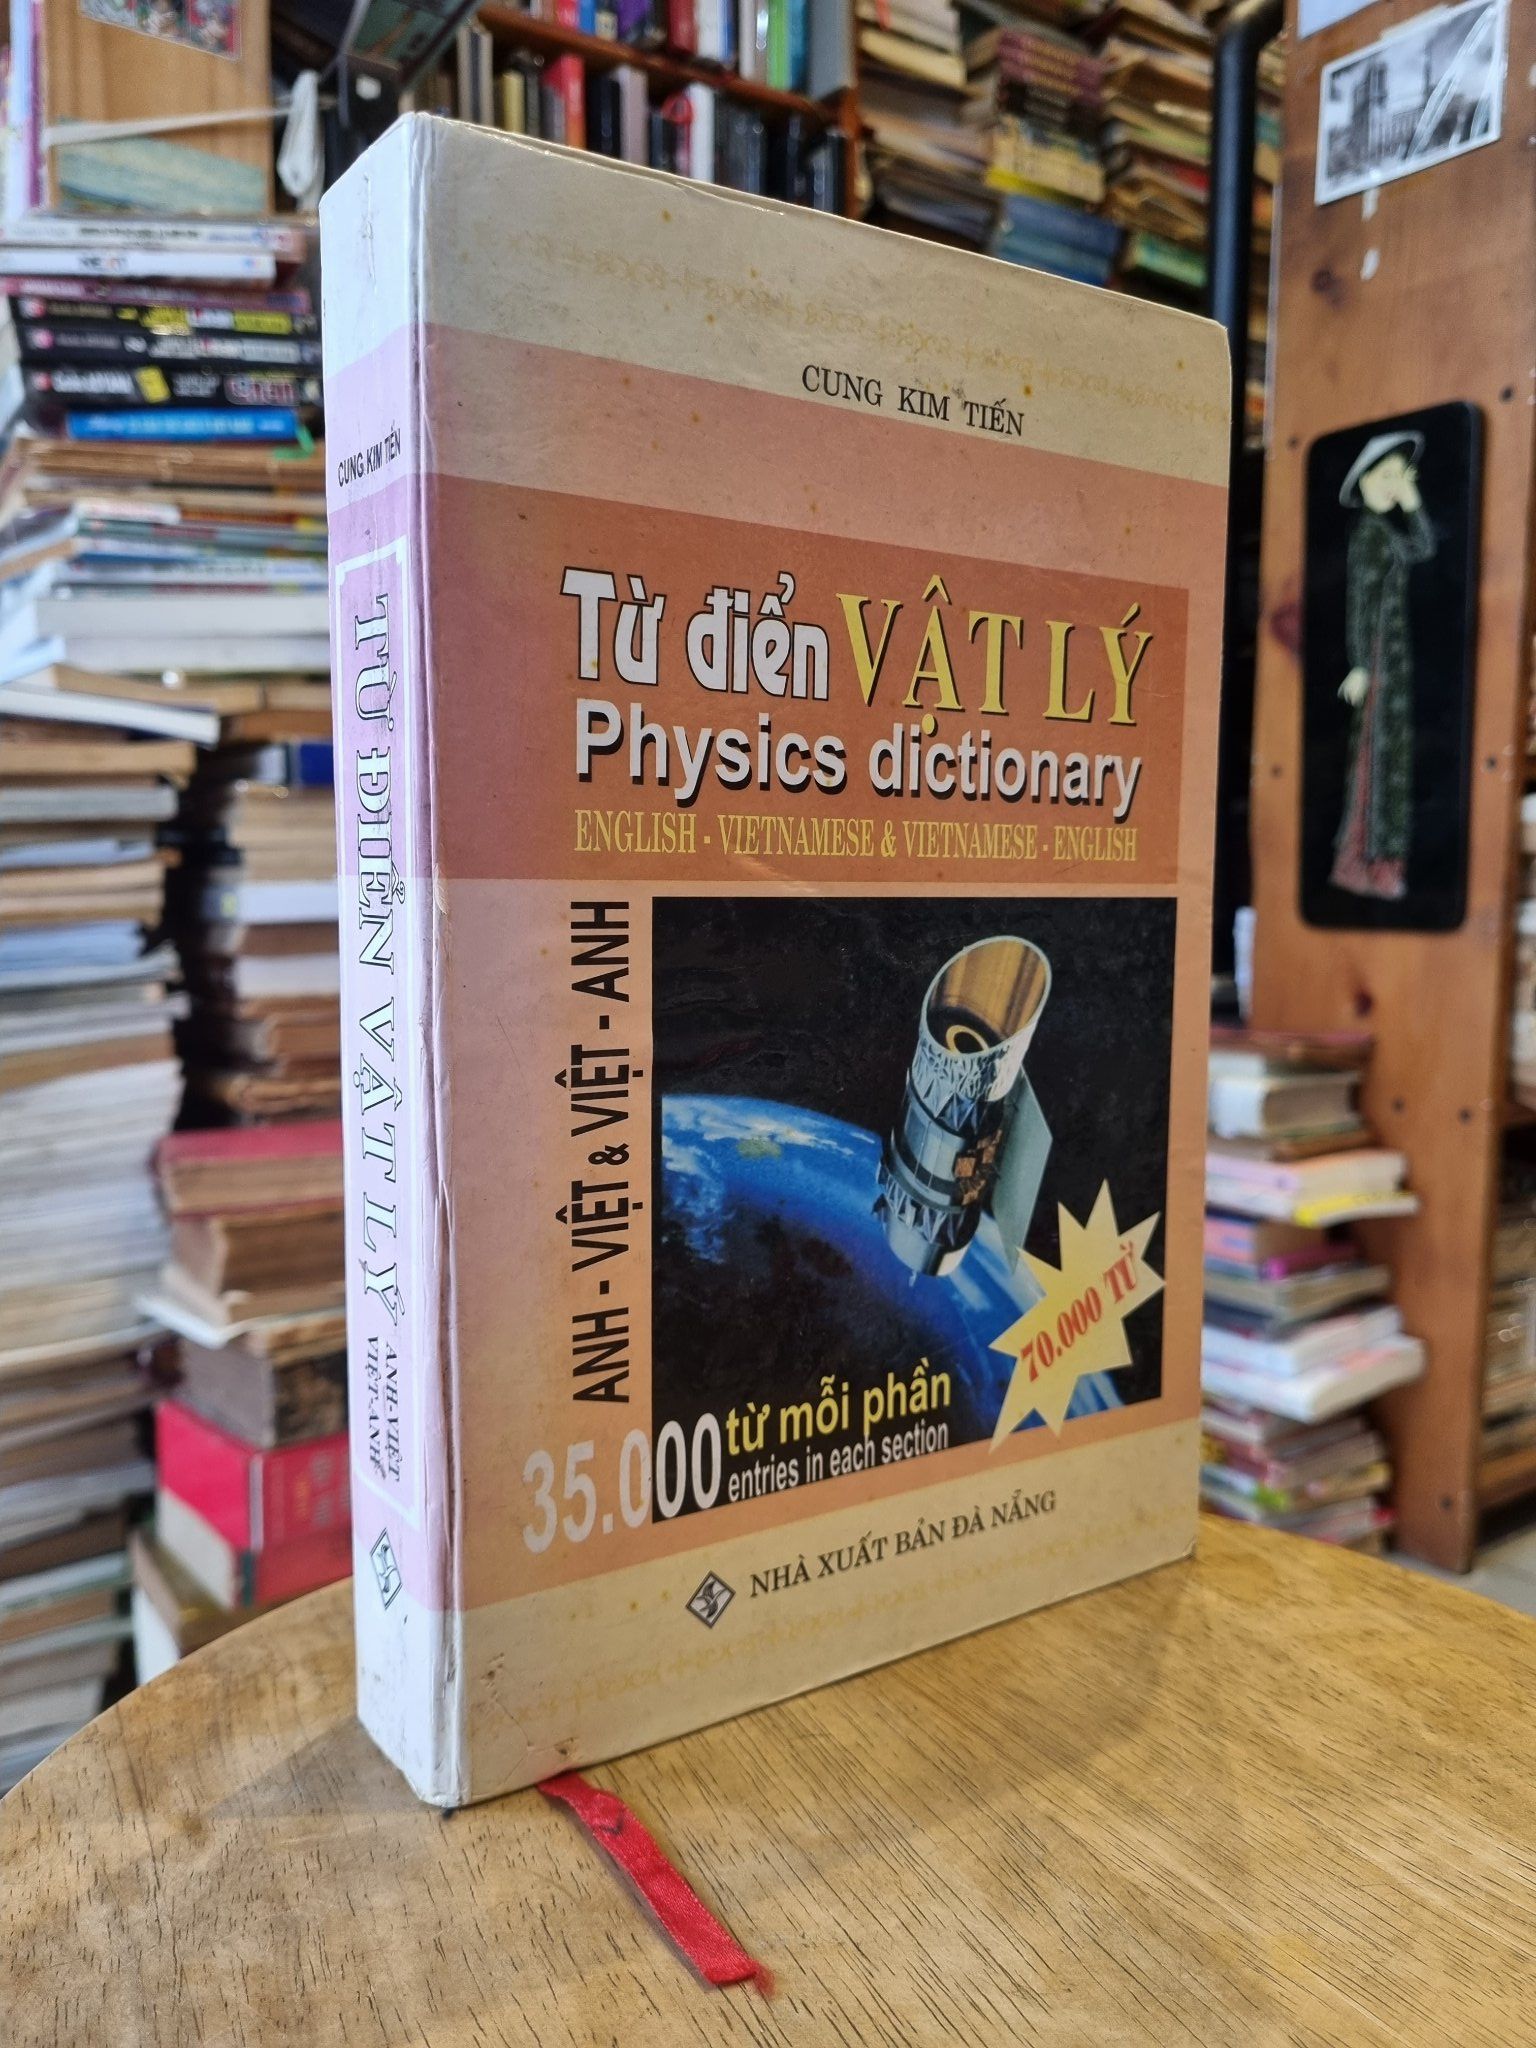 CUNG KIM TIẾN
Từ điển VẬT LÝ
Physics dictionary
ENGLISH - VIETNAMESE & VIETNAMESE - ENGLISH
ANH - VIỆT & VIỆT - ANH
70.000 TỪ
35.000 từ mỗi phần
entries in each section
NHÀ XUẤT BẢN ĐÀ NẴNG
CUNG KIM TIẾN
TỪ ĐIỂN VẬT LÝ
ANH-VIỆT
VIỆT-ANH